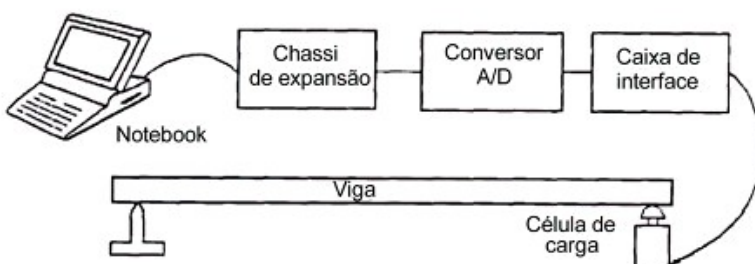 Chassi
de expansão
Conversor
A/D
Caixa de
interface
Notebook
Viga
Célula de
carga